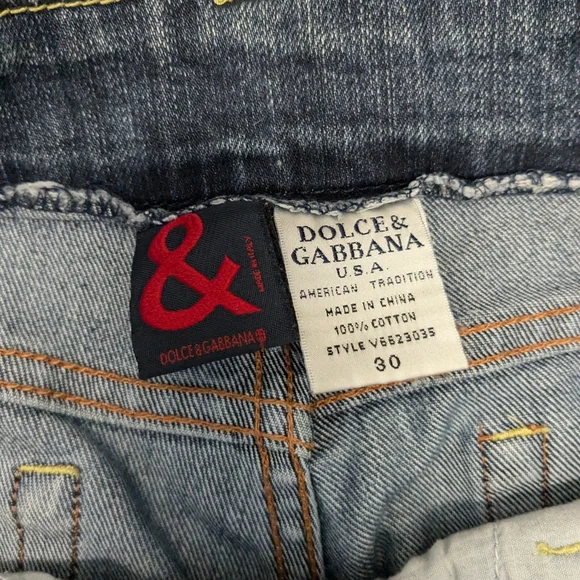 &
MADE IN ITALY
DOLCE&GABBANA
DOLCE&
GABBANA
U.S.A.
AMERICAN TRADITION
MADE IN CHINA
100% COTTON
STYLE V6623035
30